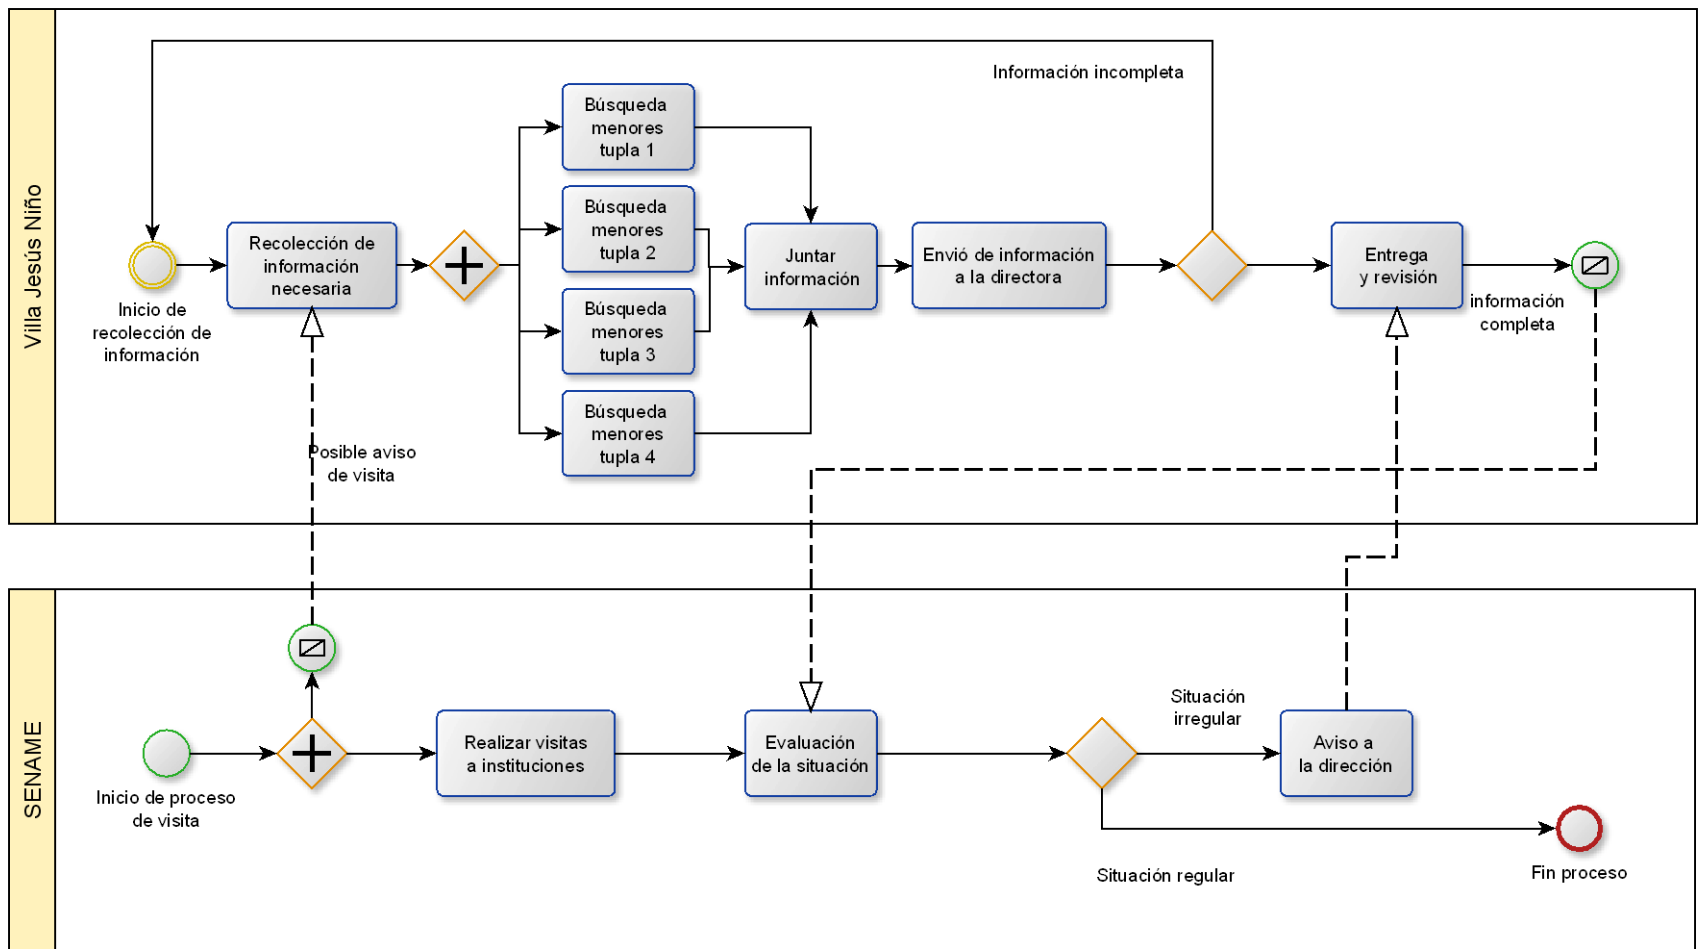 Villa Jesús Niño
Información incompleta
Búsqueda
menores
tupla 1
Búsqueda
menores
tupla 2
Búsqueda
menores
tupla 3
Búsqueda
menores
tupla 4
Recolección de
información
necesaria
Juntar
información
Envió de información
a la directora
Entrega
y revisión
Inicio de
recolección de
información
información
completa
Posible aviso
de visita
SENAME
Inicio de proceso
de visita
Realizar visitas
a instituciones
Evaluación
de la situación
Situación
irregular
Aviso a
la dirección
Situación regular
Fin proceso